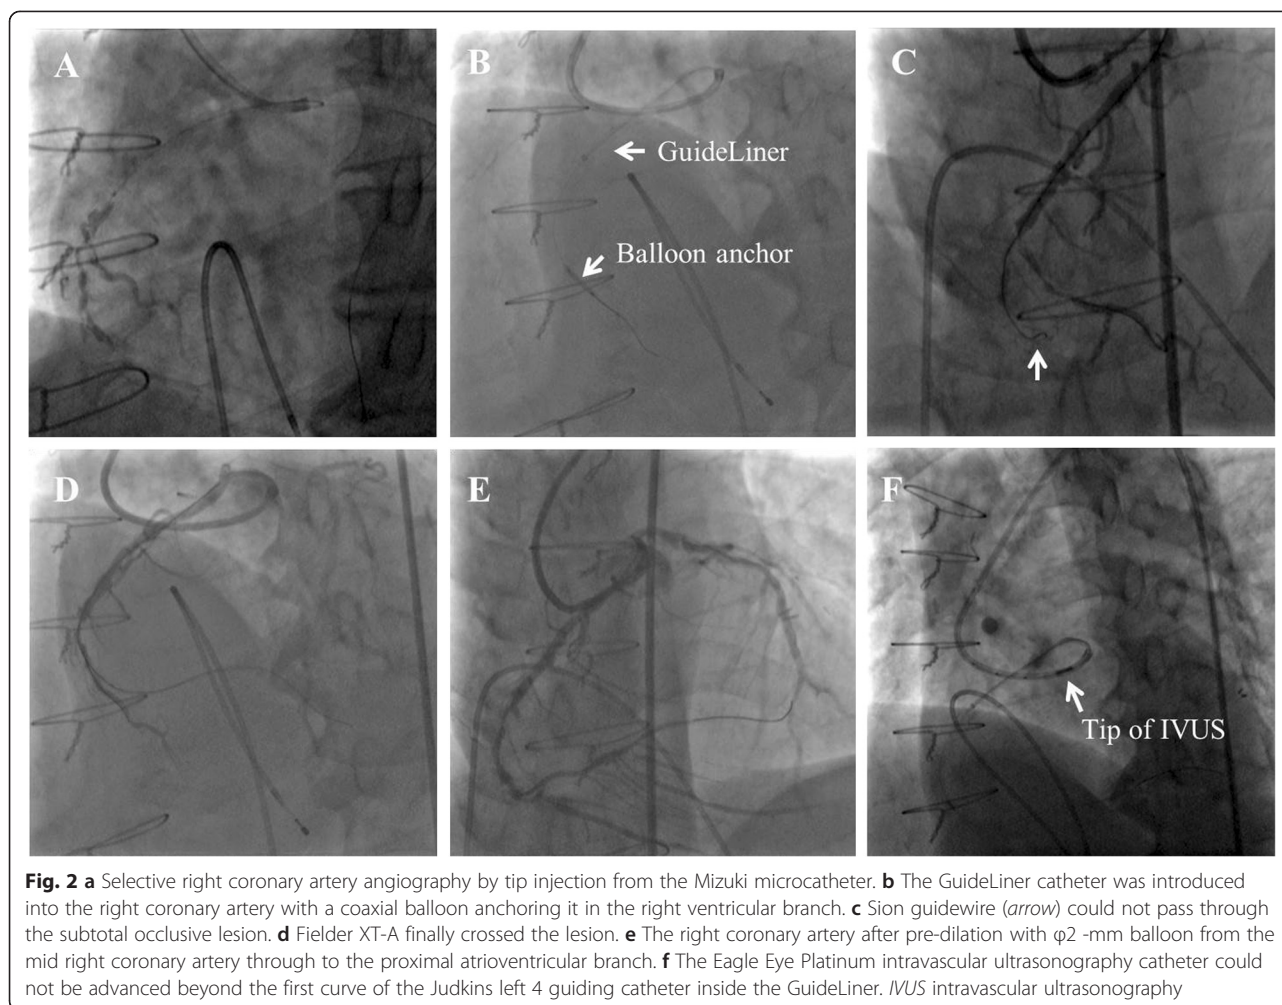 A
B
C
GuideLiner
Balloon anchor
D
E
F
Tip of IVUS
Fig. 2 a Selective right coronary artery angiography by tip injection from the Mizuki microcatheter. b The GuideLiner catheter was introduced
into the right coronary artery with a coaxial balloon anchoring it in the right ventricular branch. c Sion guidewire (arrow) could not pass through
the subtotal occlusive lesion. d Fielder XT-A finally crossed the lesion. e The right coronary artery after pre-dilation with φ2 -mm balloon from the
mid right coronary artery through to the proximal atrioventricular branch. f The Eagle Eye Platinum intravascular ultrasonography catheter could
not be advanced beyond the first curve of the Judkins left 4 guiding catheter inside the GuideLiner. IVUS intravascular ultrasonography